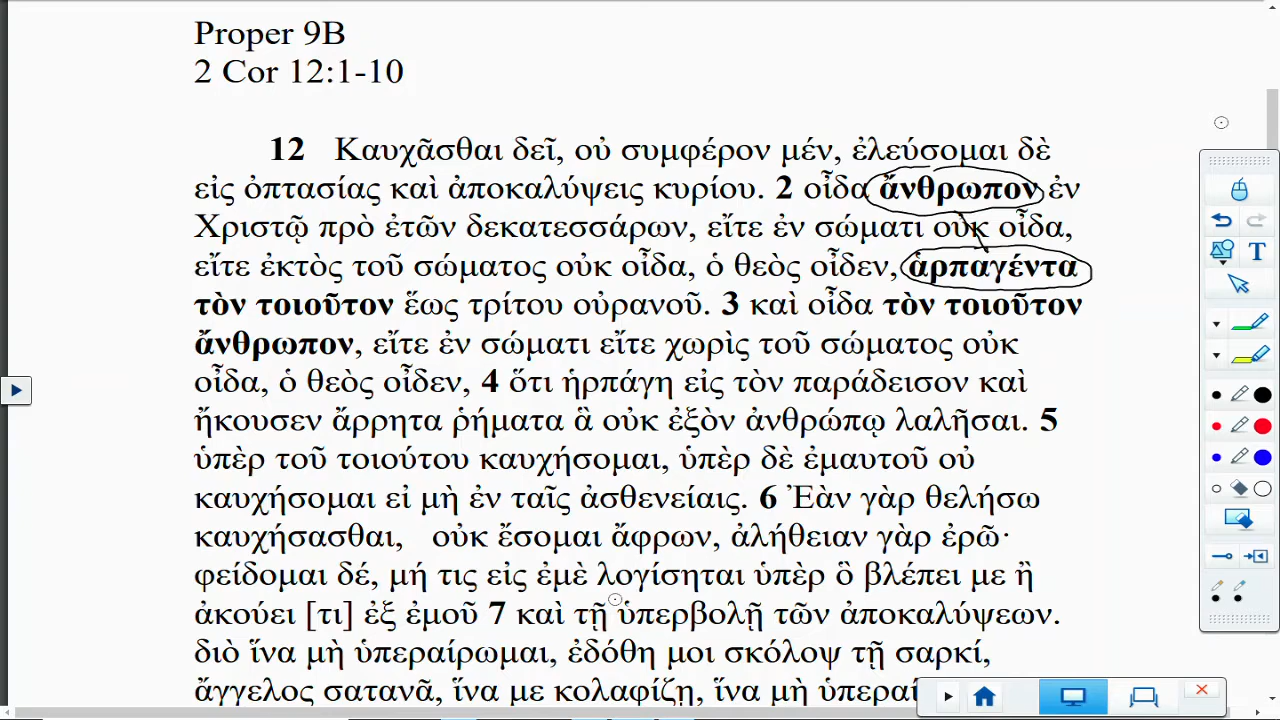 Proper 9B
2 Cor 12:1-10
12 Καυχᾶσθαι δεῖ, οὐ συμφέρον μέν, ἐλεύσομαι δὲ
εἰς ὀπτασίας καὶ ἀποκαλύψεις κυρίου. 2 οἶδα ἄνθρωπον ἐν
Χριστῷ πρὸ ἐτῶν δεκατεσσάρων, εἴτε ἐν σώματι οὐκ οἶδα,
εἴτε ἐκτὸς τοῦ σώματος οὐκ οἶδα, ὁ θεὸς οἶδεν, ἁρπαγέντα
τὸν τοιοῦτον ἕως τρίτου οὐρανοῦ. 3 καὶ οἶδα τὸν τοιοῦτον
ἄνθρωπον, εἴτε ἐν σώματι εἴτε χωρὶς τοῦ σώματος οὐκ
οἶδα, ὁ θεὸς οἶδεν, 4 ὅτι ἡρπάγη εἰς τὸν παράδεισον καὶ
ἤκουσεν ἄρρητα ῥήματα ἃ οὐκ ἐξὸν ἀνθρώπῳ λαλῆσαι. 5
ὑπὲρ τοῦ τοιούτου καυχήσομαι, ὑπὲρ δὲ ἐμαυτοῦ οὐ
καυχήσομαι εἰ μὴ ἐν ταῖς ἀσθενείαις. 6 Ἐὰν γὰρ θελήσω
καυχήσασθαι, οὐκ ἔσομαι ἄφρων, ἀλήθειαν γὰρ ἐρῶ·
φείδομαι δέ, μή τις εἰς ἐμὲ λογίσηται ὑπὲρ ὃ βλέπει με ἢ
ἀκούει [τι] ἐξ ἐμοῦ 7 καὶ τῇ ὑπερβολῇ τῶν ἀποκαλύψεων.
διὸ ἵνα μὴ ὑπεραίρωμαι, ἐδόθη μοι σκόλοψ τῇ σαρκί,
ἄγγελος σατανᾶ, ἵνα με κολαφίζῃ, ἵνα μὴ
T